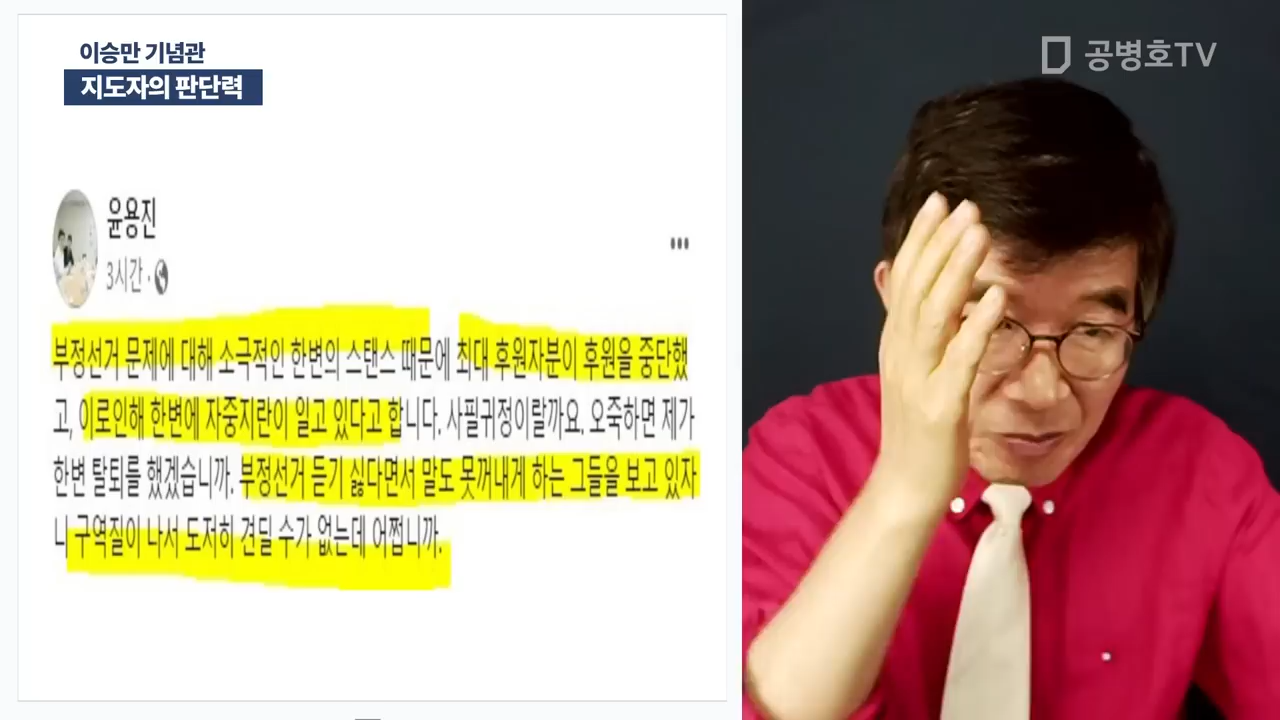 이승만 기념관
지도자의 판단력
공병호TV
윤용진
3시간 ·
부정선거 문제에 대해 소극적인 한변의 스탠스 때문에 최대 후원자분이 후원을 중단했
고, 이로인해 한변에 자중지란이 일고 있다고 합니다. 사필귀정이랄까요. 오죽하면 제가
한변 탈퇴를 했겠습니까. 부정선거 듣기 싫다면서 말도 못꺼내게 하는 그들을 보고 있자
니 구역질이 나서 도저히 견딜 수가 없는데 어쩝니까.